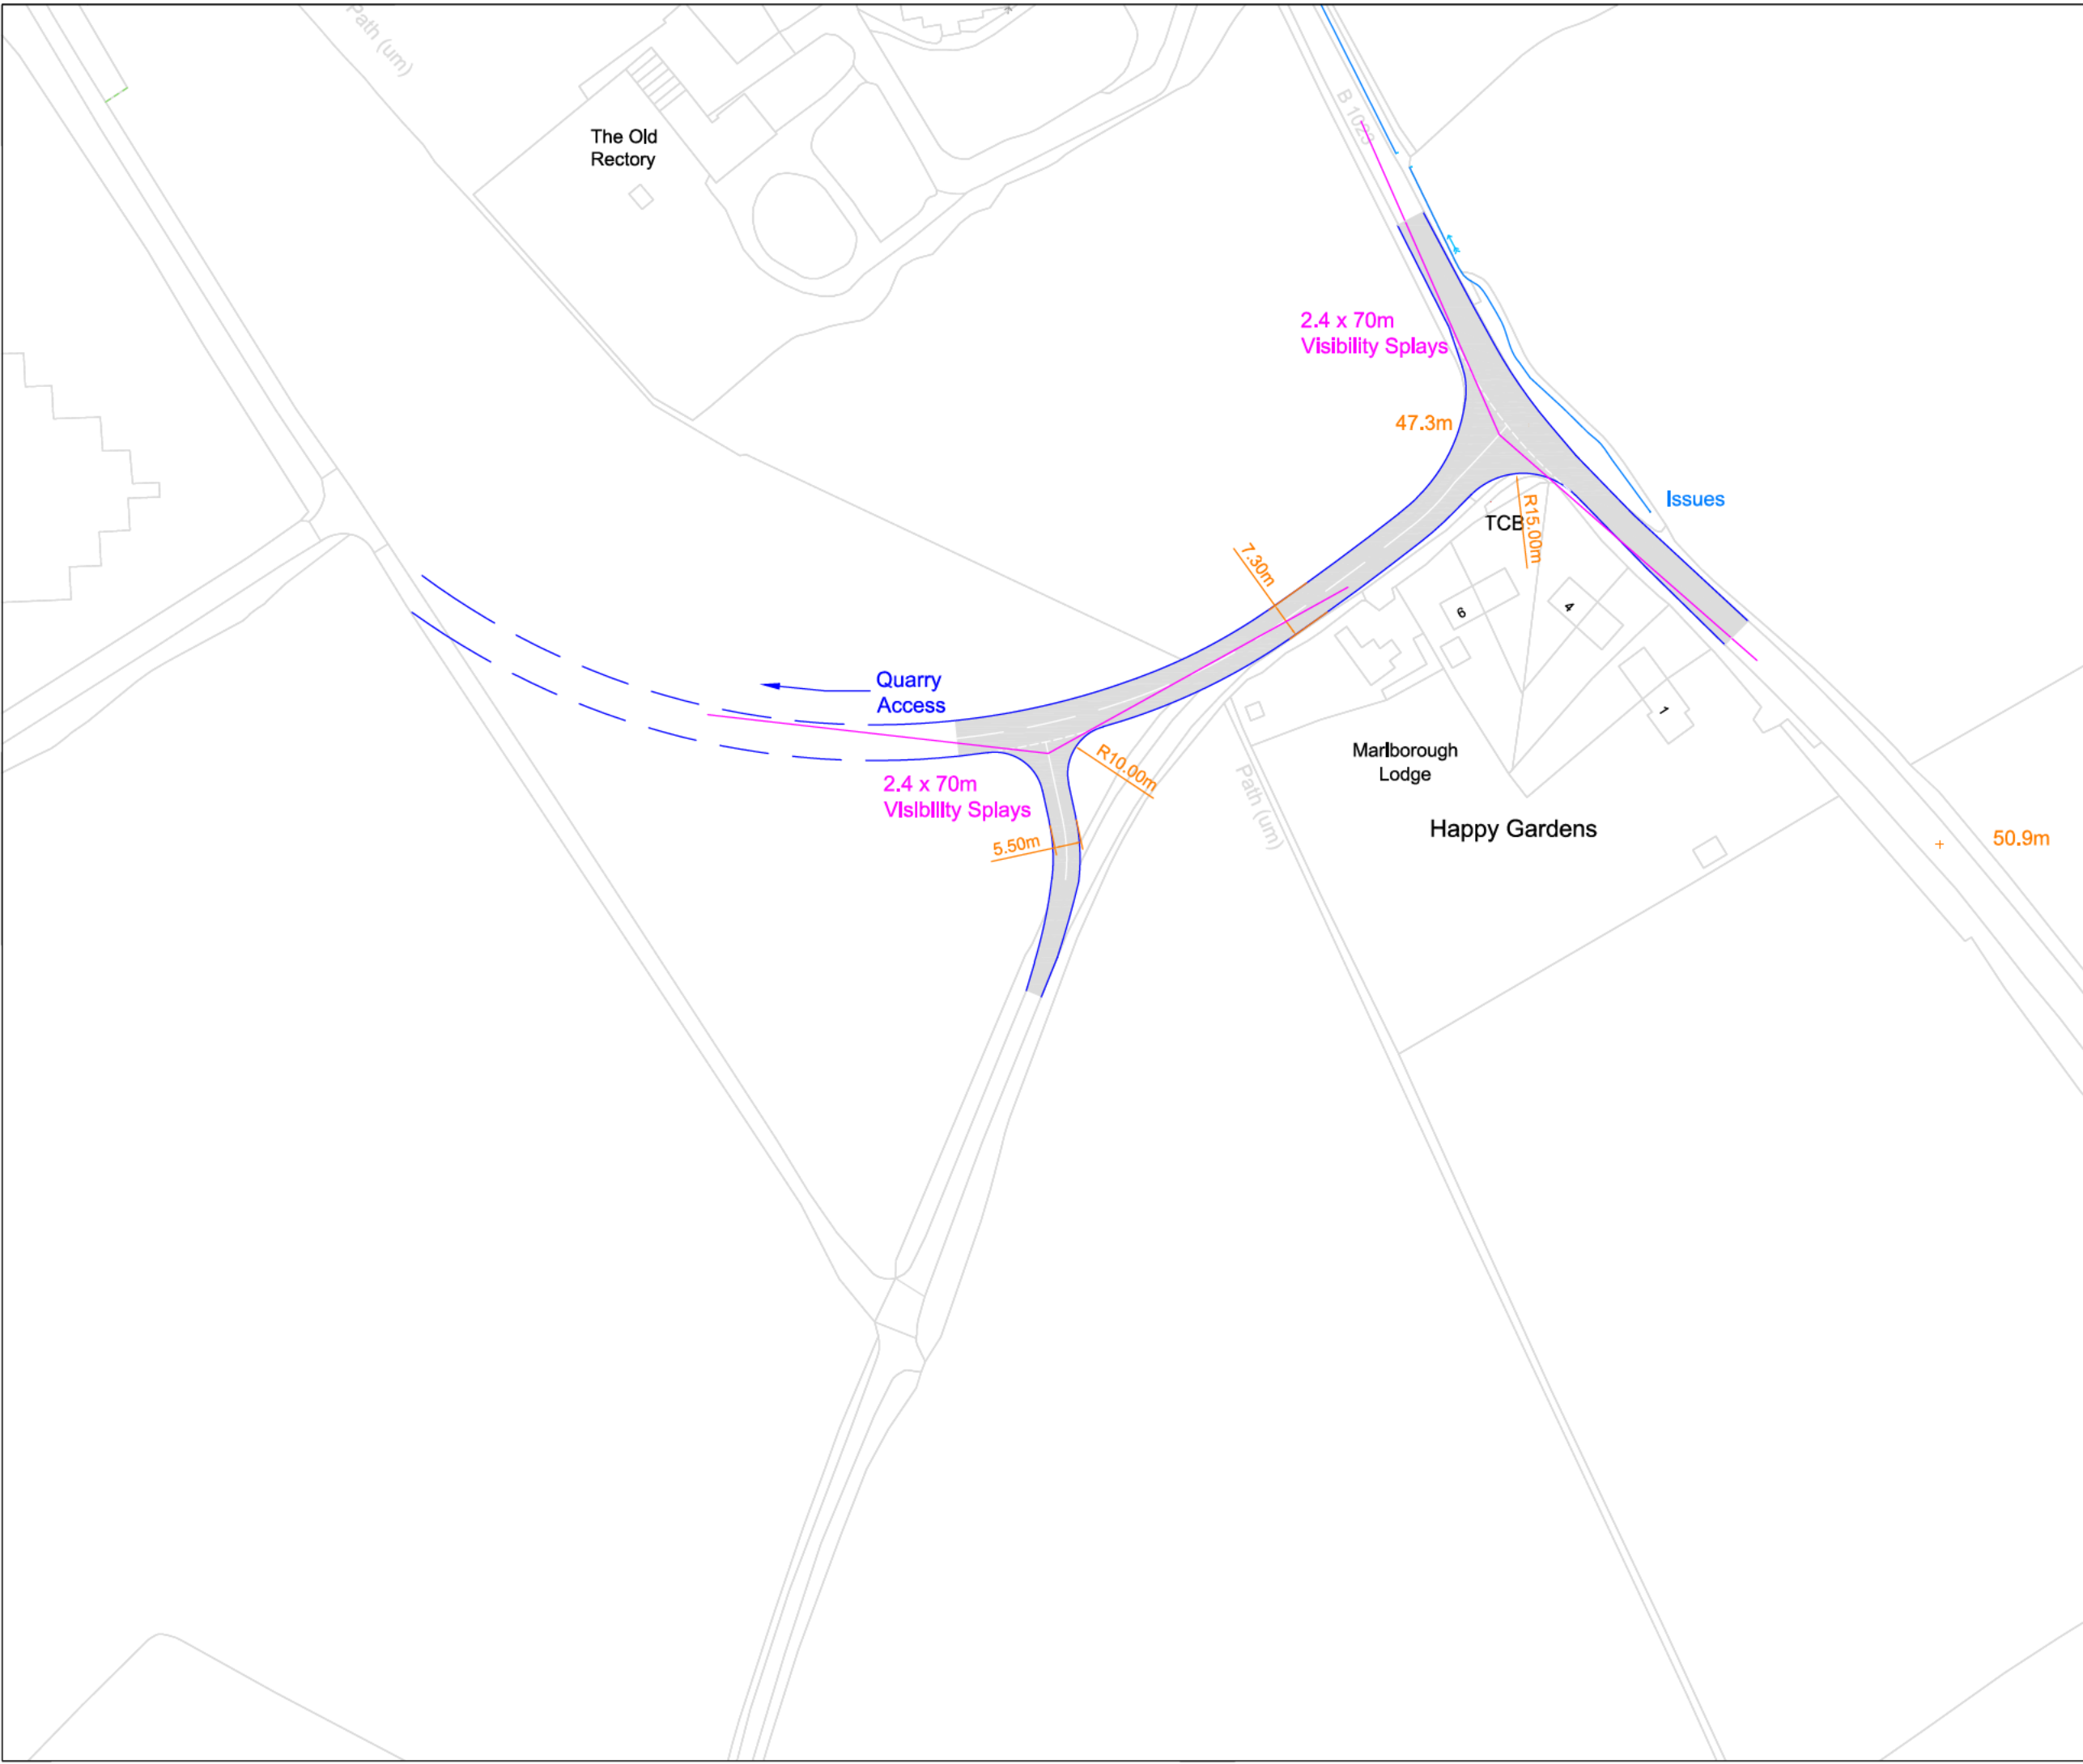 Path (um)
The Old
Rectory
B 1023
2.4 x 70m
Visibility Splays
47.3m
Issues
TCB
R15.00m
7.30m
6
4
1
Quarry
Access
2.4 x 70m
Visibility Splays
R10.00m
5.50m
Path (um)
Marlborough
Lodge
Happy Gardens
50.9m